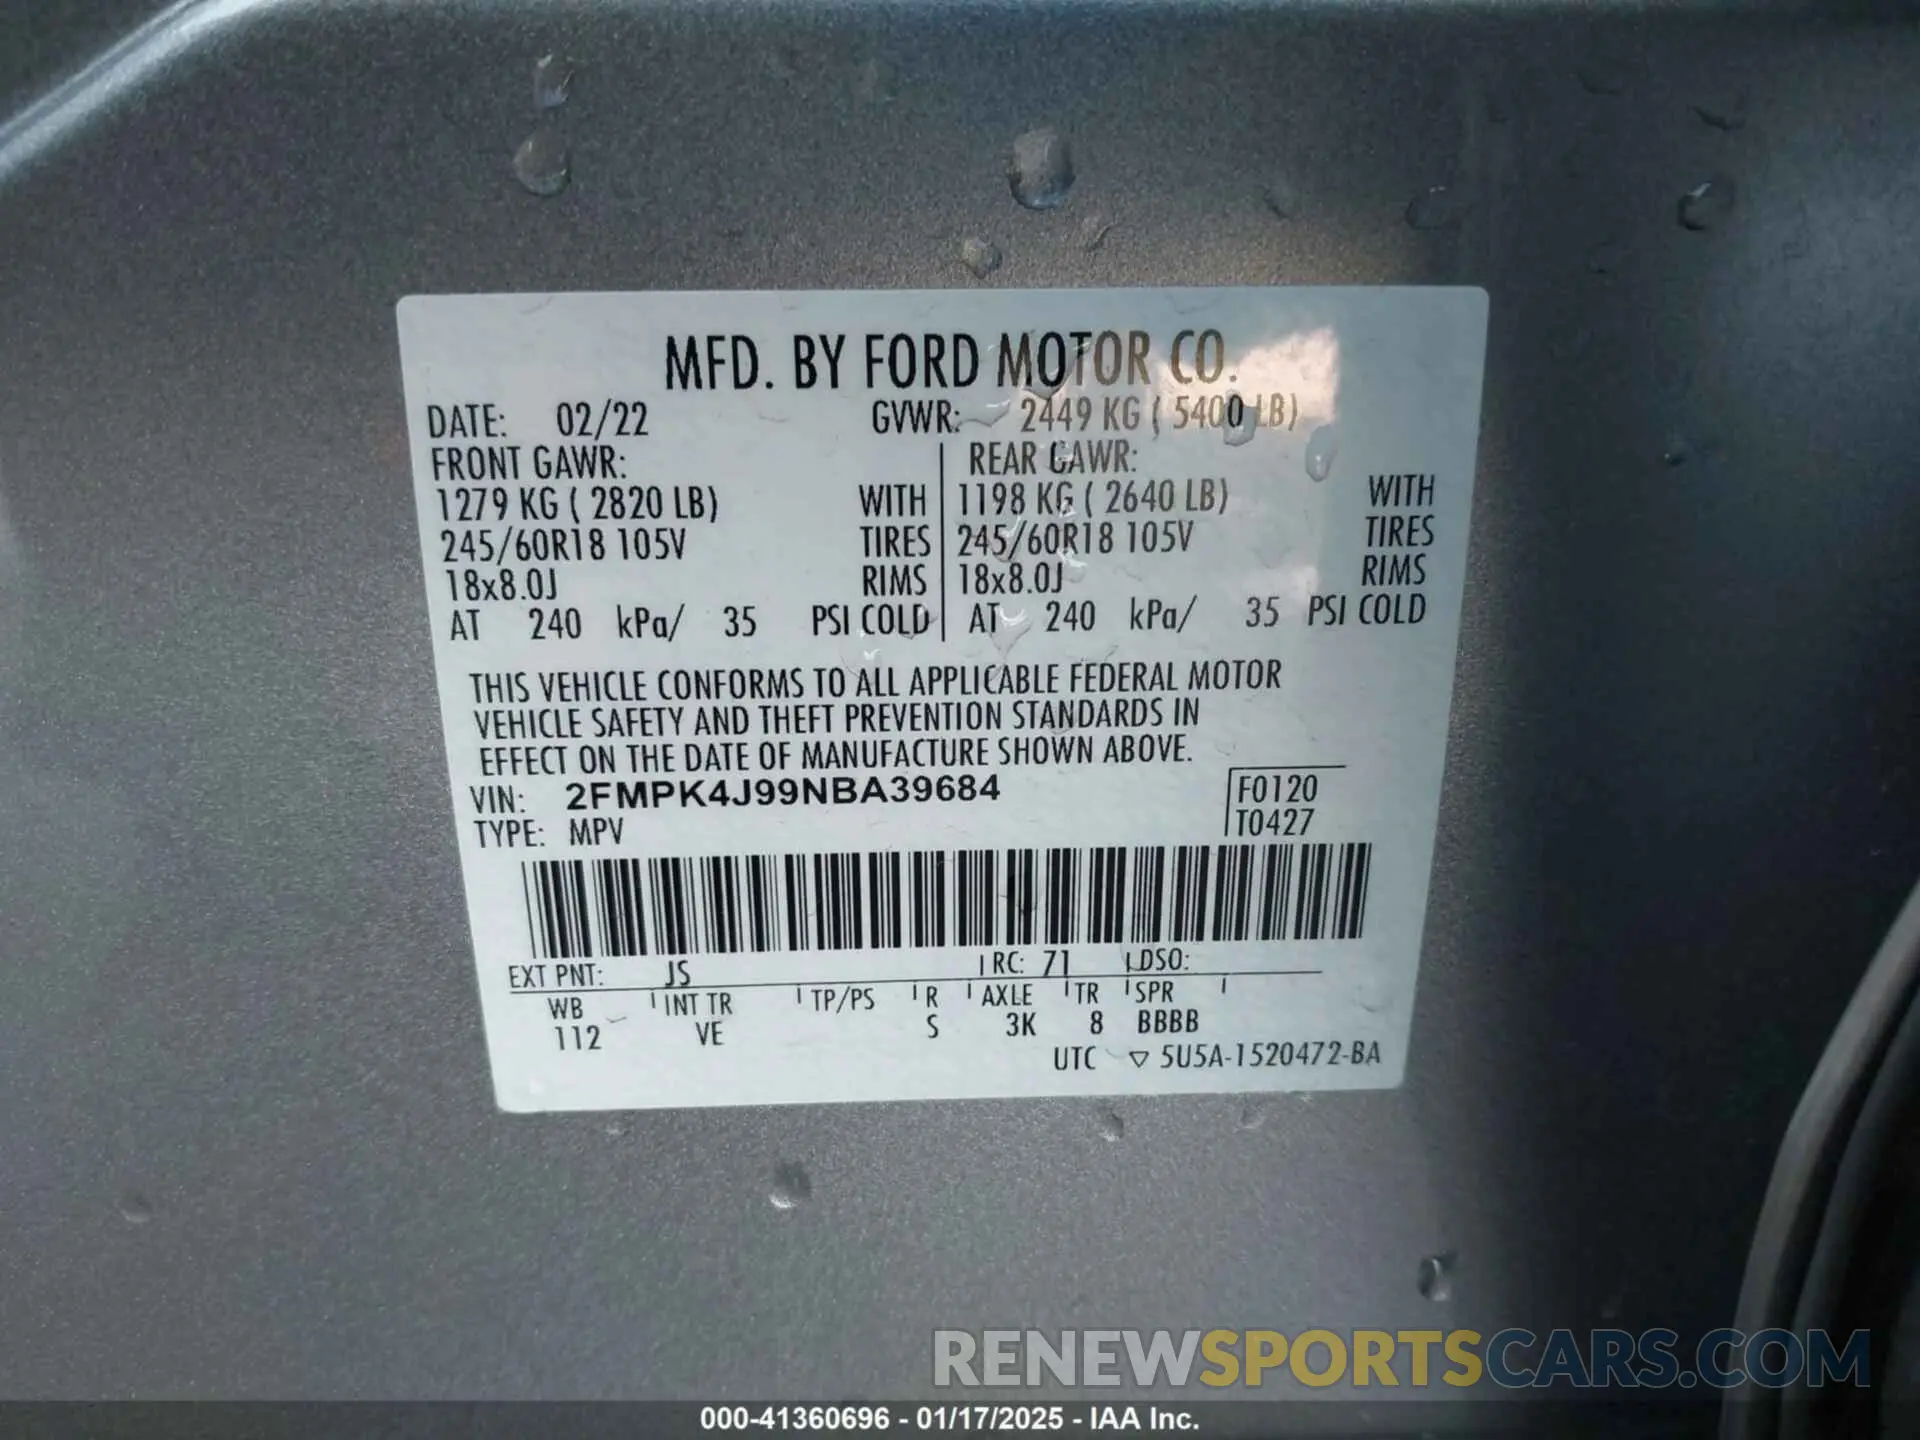 MFD. BY FORD MOTOR CO.
DATE: 02/22 GVWR: 2449 KG ( 5400 LB)
FRONT GAWR: REAR GAWR:
1279 KG ( 2820 LB) WITH 1198 KG ( 2640 LB) WITH
245/60R18 105V TIRES 245/60R18 105V TIRES
18x8.0J RIMS 18x8.0J RIMS
AT 240 kPa/ 35 PSI COLD AT 240 kPa/ 35 PSI COLD
THIS VEHICLE CONFORMS TO ALL APPLICABLE FEDERAL MOTOR
VEHICLE SAFETY AND THEFT PREVENTION STANDARDS IN
EFFECT ON THE DATE OF MANUFACTURE SHOWN ABOVE.
VIN: 2FMPK4J99NBA39684 F0120
TYPE: MPV T0427
EXT PNT: JS RC: 71 DSO:
WB INT TR TP/PS R AXLE TR SPR
112 VE S 3K 8 BBBB
UTC ▽ 5U5A-1520472-BA
RENEWSPORTSCARS.COM
000-41360696 - 01/17/2025 - IAA Inc.